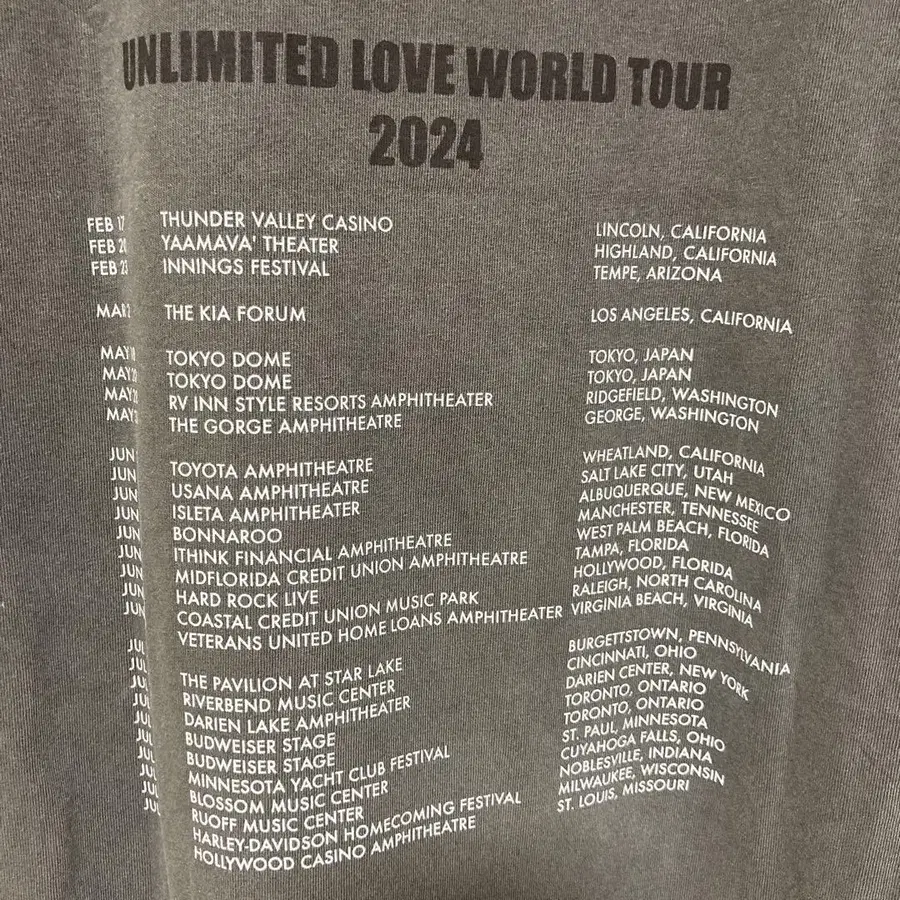 UNLIMITED LOVE WORLD TOUR
2024
FEB 17 THUNDER VALLEY CASINO LINCOLN, CALIFORNIA
FEB 20 YAAMAVA' THEATER HIGHLAND, CALIFORNIA
FEB INNINGS FESTIVAL TEMPE, ARIZONA
MAR THE KIA FORUM LOS ANGELES, CALIFORNIA
MAY TOKYO DOME TOKYO, JAPAN
MAY TOKYO DOME TOKYO, JAPAN
MAY RV INN STYLE RESORTS AMPHITHEATER RIDGEFIELD, WASHINGTON
MAY THE GORGE AMPHITHEATRE GEORGE, WASHINGTON
JUN TOYOTA AMPHITHEATRE WHEATLAND, CALIFORNIA
JUN USANA AMPHITHEATRE SALT LAKE CITY, UTAH
JUN ISLETA AMPHITHEATER ALBUQUERQUE, NEW MEXICO
JUN BONNAROO MANCHESTER, TENNESSEE
JUN ITHINK FINANCIAL AMPHITHEATRE WEST PALM BEACH, FLORIDA
JUN MIDFLORIDA CREDIT UNION AMPHITHEATRE TAMPA, FLORIDA
JUN HARD ROCK LIVE HOLLYWOOD, FLORIDA
JUN COASTAL CREDIT UNION MUSIC PARK RALEIGH, NORTH CAROLINA
JUN VETERANS UNITED HOME LOANS AMPHITHEATER VIRGINIA BEACH, VIRGINIA
THE PAVILION AT STAR LAKE BURGETTSTOWN, PENNSYLVANIA
RIVERBEND MUSIC CENTER CINCINNATI, OHIO
DARIEN LAKE AMPHITHEATER DARIEN CENTER, NEW YORK
BUDWEISER STAGE TORONTO, ONTARIO
BUDWEISER STAGE TORONTO, ONTARIO
MINNESOTA YACHT CLUB FESTIVAL ST. PAUL, MINNESOTA
BLOSSOM MUSIC CENTER CUYAHOGA FALLS, OHIO
RUOFF MUSIC CENTER NOBLESVILLE, INDIANA
HARLEY-DAVIDSON HOMECOMING FESTIVAL MILWAUKEE, WISCONSIN
HOLLYWOOD CASINO AMPHITHEATRE ST. LOUIS, MISSOURI